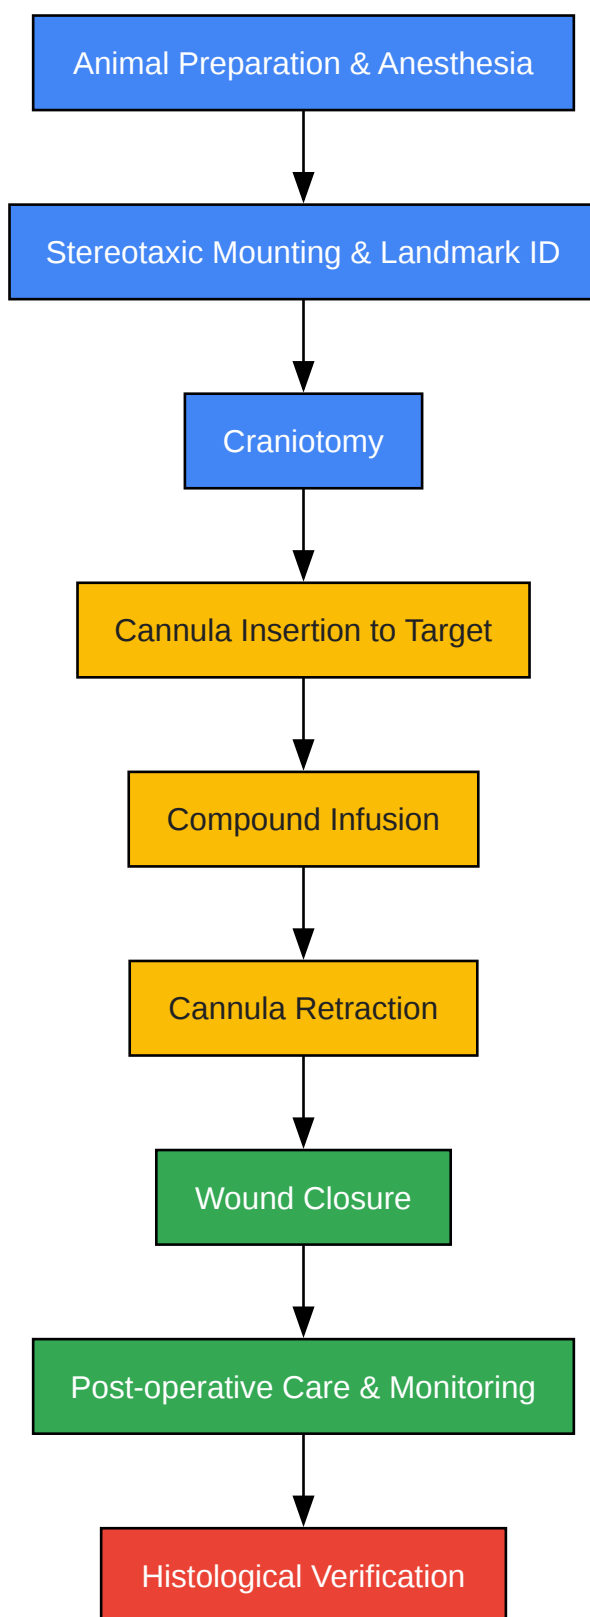 Animal Preparation & Anesthesia
Stereotaxic Mounting & Landmark ID
Craniotomy
Cannula Insertion to Target
Compound Infusion
Cannula Retraction
Wound Closure
Post-operative Care & Monitoring
Histological Verification